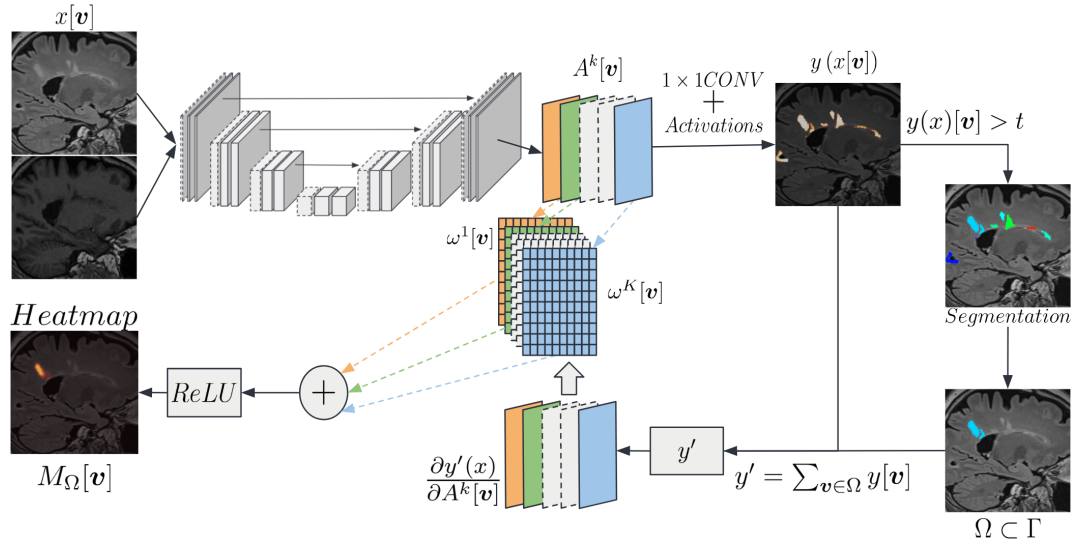 x[v]
A^k[v]
1 × 1CONV
+
Activations
y(x[v])
y(x)[v] > t
ω^1[v]
ω^K[v]
Segmentation
Heatmap
ReLU
+
M_Ω[v]
∂y'(x)
∂A^k[v]
y'
y' = ∑_{v∈Ω} y[v]
Ω ⊂ Γ